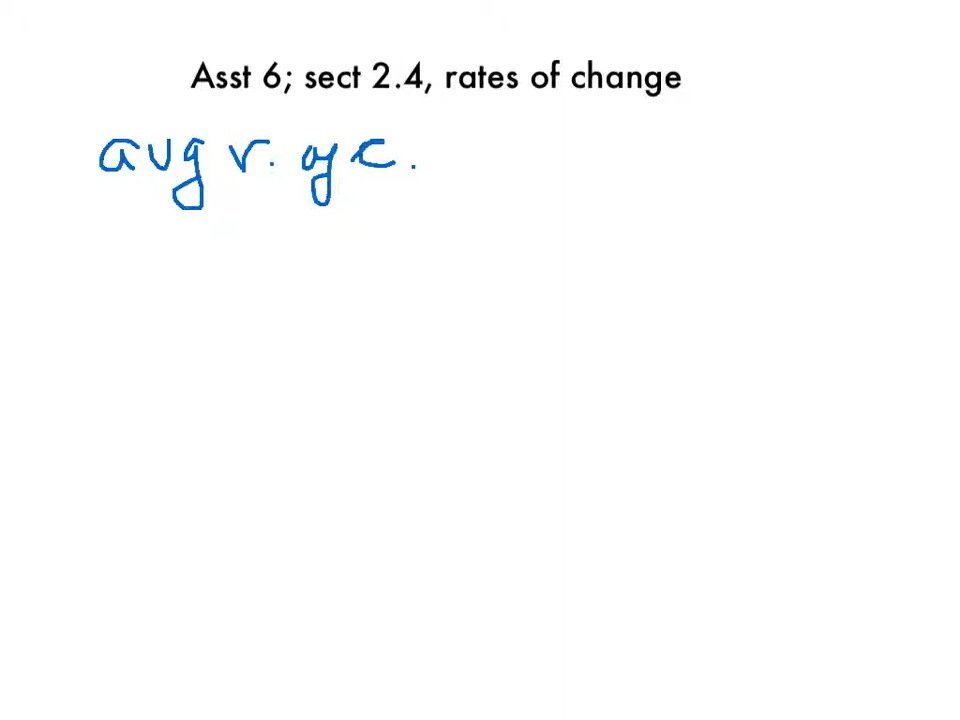 Asst 6; sect 2.4, rates of change
avg r. of c.